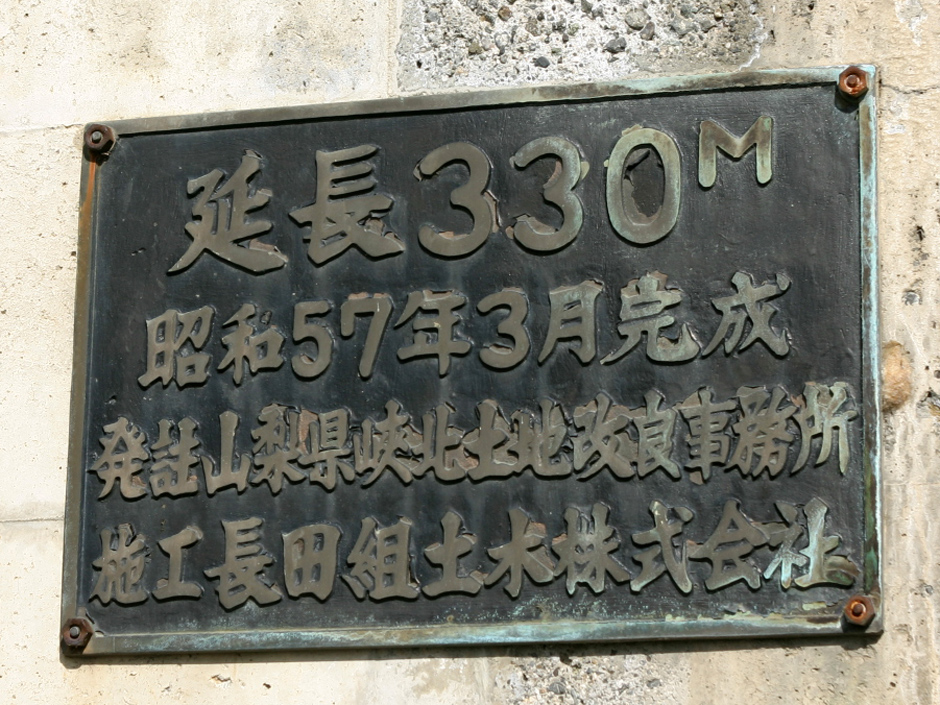 延長330M
昭和57年3月完成
発註山梨県峡北土地改良事務所
施工長田組土木株式会社